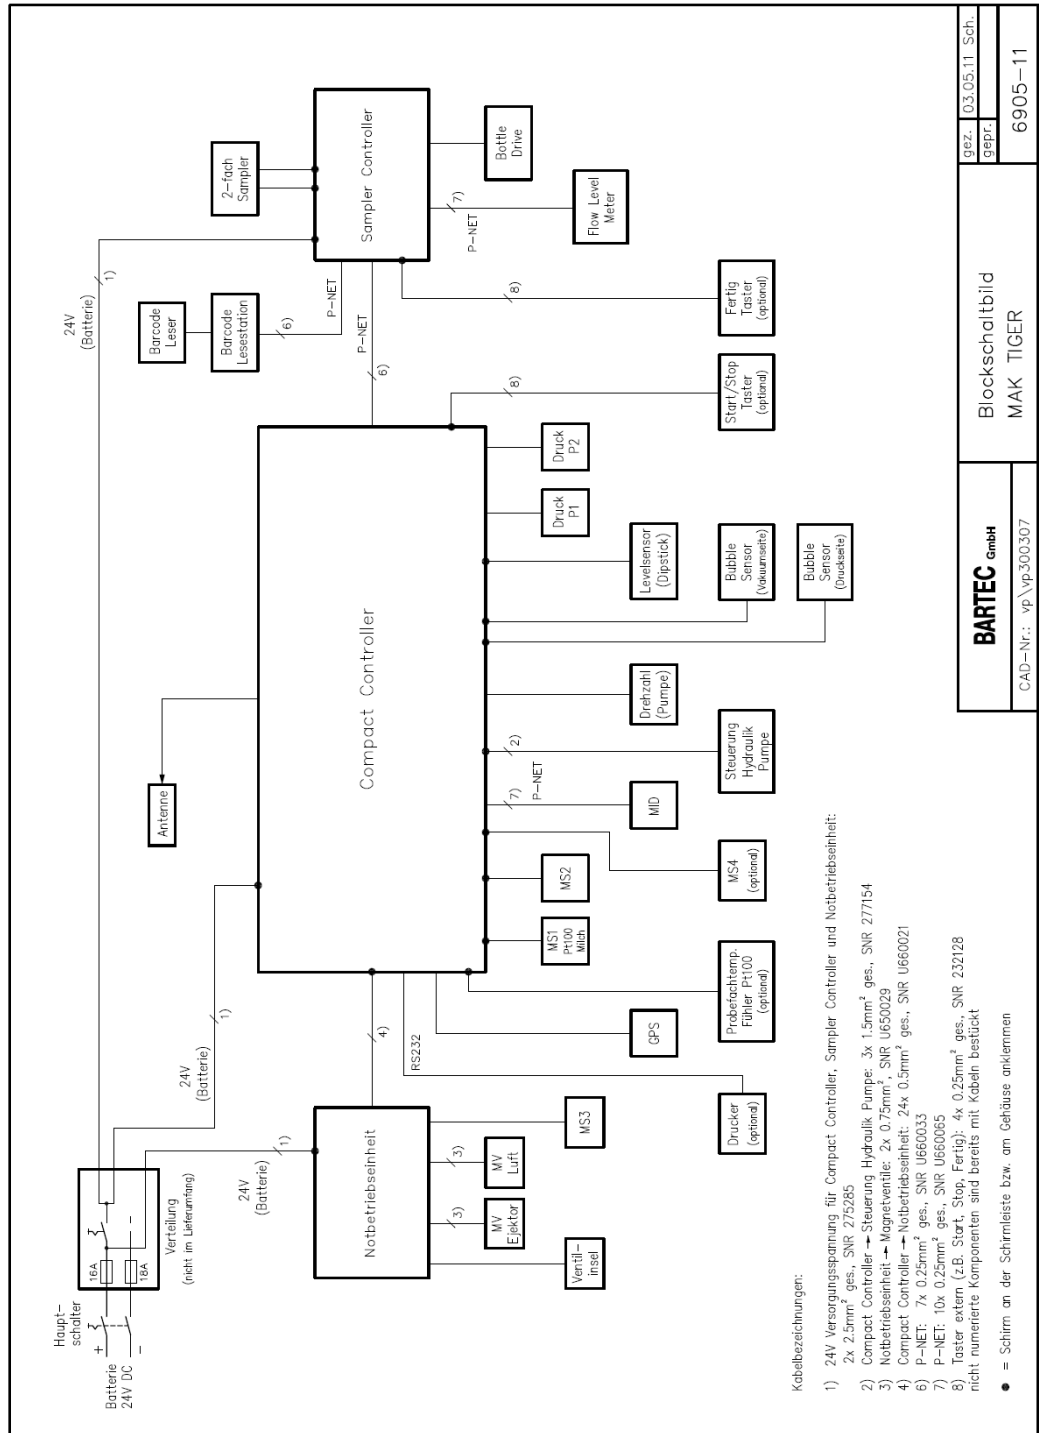 Haupt-
schalter
+
-
Batterie
24V DC
16A
18A
Verteilung
(nicht im Lieferumfang)
24V
(Batterie)
1)
24V
(Batterie)
1)
24V
(Batterie)
1)
Antenne
Barcode
Leser
Barcode
Lesestation
6)
P-NET
P-NET
6)
2-fach
Sampler
Sampler Controller
Bottle
Drive
7)
P-NET
Flow Level
Meter
8)
Fertig
Taster
(optional)
8)
Start/Stop
Taster
(optional)
Compact Controller
Druck
P2
Druck
P1
Levelsensor
(Dipstick)
Bubble
Sensor
(Vakuumseite)
Bubble
Sensor
(Druckseite)
Drehzahl
(Pumpe)
2)
Steuerung
Hydraulik
Pumpe
7)
P-NET
MID
MS4
(optional)
MS2
MS1
Pt100
Milch
Probefachtemp.
Fühler Pt100
(optional)
GPS
RS232
Drucker
(optional)
4)
Notbetriebseinheit
MS3
3)
MV
Luft
3)
MV
Ejektor
Ventil-
insel
Kabelbezeichnungen:
1) 24V Versorgungsspannung für Compact Controller, Sampler Controller und Notbetriebseinheit:
2x 2.5mm² ges., SNR 275285
2) Compact Controller → Steuerung Hydraulik Pumpe: 3x 1.5mm² ges., SNR 277154
3) Notbetriebseinheit → Magnetventile: 2x 0.75mm², SNR U650029
4) Compact Controller → Notbetriebseinheit: 24x 0.5mm² ges., SNR U660021
6) P-NET: 7x 0.25mm² ges., SNR U660033
7) P-NET: 10x 0.25mm² ges., SNR U660065
8) Taster extern (z.B. Start, Stop, Fertig): 4x 0.25mm² ges., SNR 232128
nicht numerierte Komponenten sind bereits mit Kabeln bestückt
● = Schirm an der Schirmleiste bzw. am Gehäuse anklemmen
BARTEC GmbH
CAD-Nr.: vp\vp300307
Blockschaltbild
MAK TIGER
gez. 03.05.11 Sch.
gepr.
6905-11